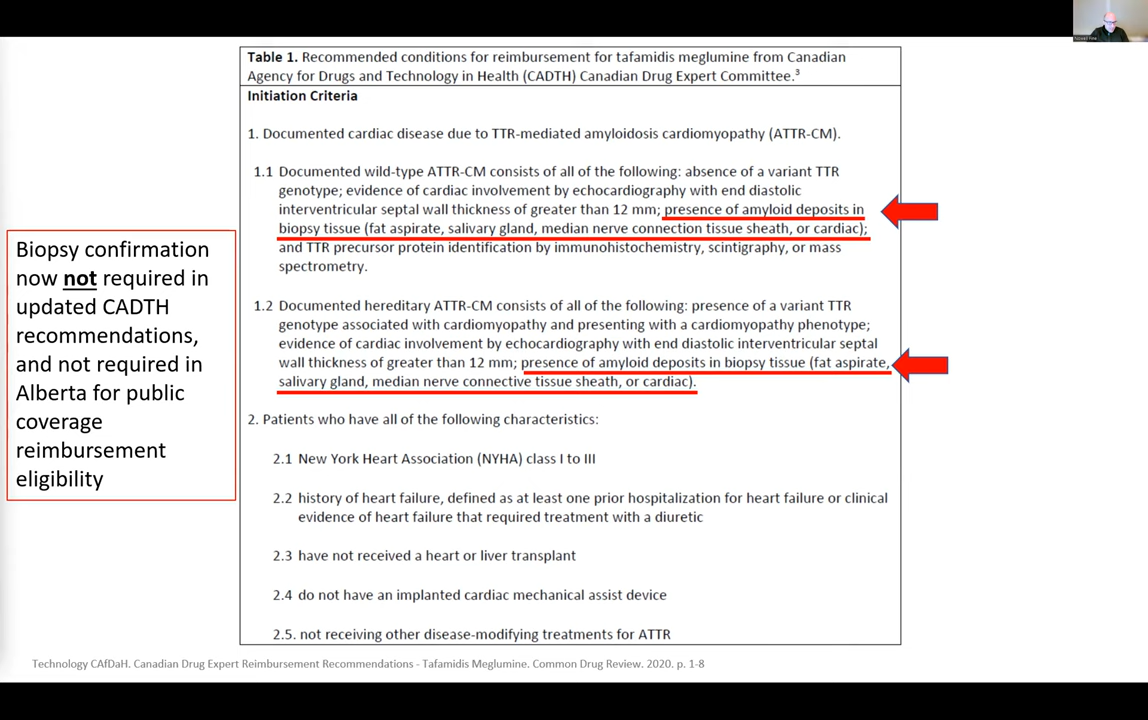 Table 1. Recommended conditions for reimbursement for tafamidis meglumine from Canadian
Agency for Drugs and Technology in Health (CADTH) Canadian Drug Expert Committee.3
Initiation Criteria
1. Documented cardiac disease due to TTR-mediated amyloidosis cardiomyopathy (ATTR-CM).
1.1 Documented wild-type ATTR-CM consists of all of the following: absence of a variant TTR
genotype; evidence of cardiac involvement by echocardiography with end diastolic
interventricular septal wall thickness of greater than 12 mm; presence of amyloid deposits in
biopsy tissue (fat aspirate, salivary gland, median nerve connection tissue sheath, or cardiac);
and TTR precursor protein identification by immunohistochemistry, scintigraphy, or mass
spectrometry.
1.2 Documented hereditary ATTR-CM consists of all of the following: presence of a variant TTR
genotype associated with cardiomyopathy and presenting with a cardiomyopathy phenotype;
evidence of cardiac involvement by echocardiography with end diastolic interventricular septal
wall thickness of greater than 12 mm; presence of amyloid deposits in biopsy tissue (fat aspirate,
salivary gland, median nerve connective tissue sheath, or cardiac).
2. Patients who have all of the following characteristics:
2.1 New York Heart Association (NYHA) class I to III
2.2 history of heart failure, defined as at least one prior hospitalization for heart failure or clinical
evidence of heart failure that required treatment with a diuretic
2.3 have not received a heart or liver transplant
2.4 do not have an implanted cardiac mechanical assist device
2.5. not receiving other disease-modifying treatments for ATTR
Biopsy confirmation
now not required in
updated CADTH
recommendations,
and not required in
Alberta for public
coverage
reimbursement
eligibility
Technology CAfDaH. Canadian Drug Expert Reimbursement Recommendations - Tafamidis Meglumine. Common Drug Review. 2020. p. 1-8